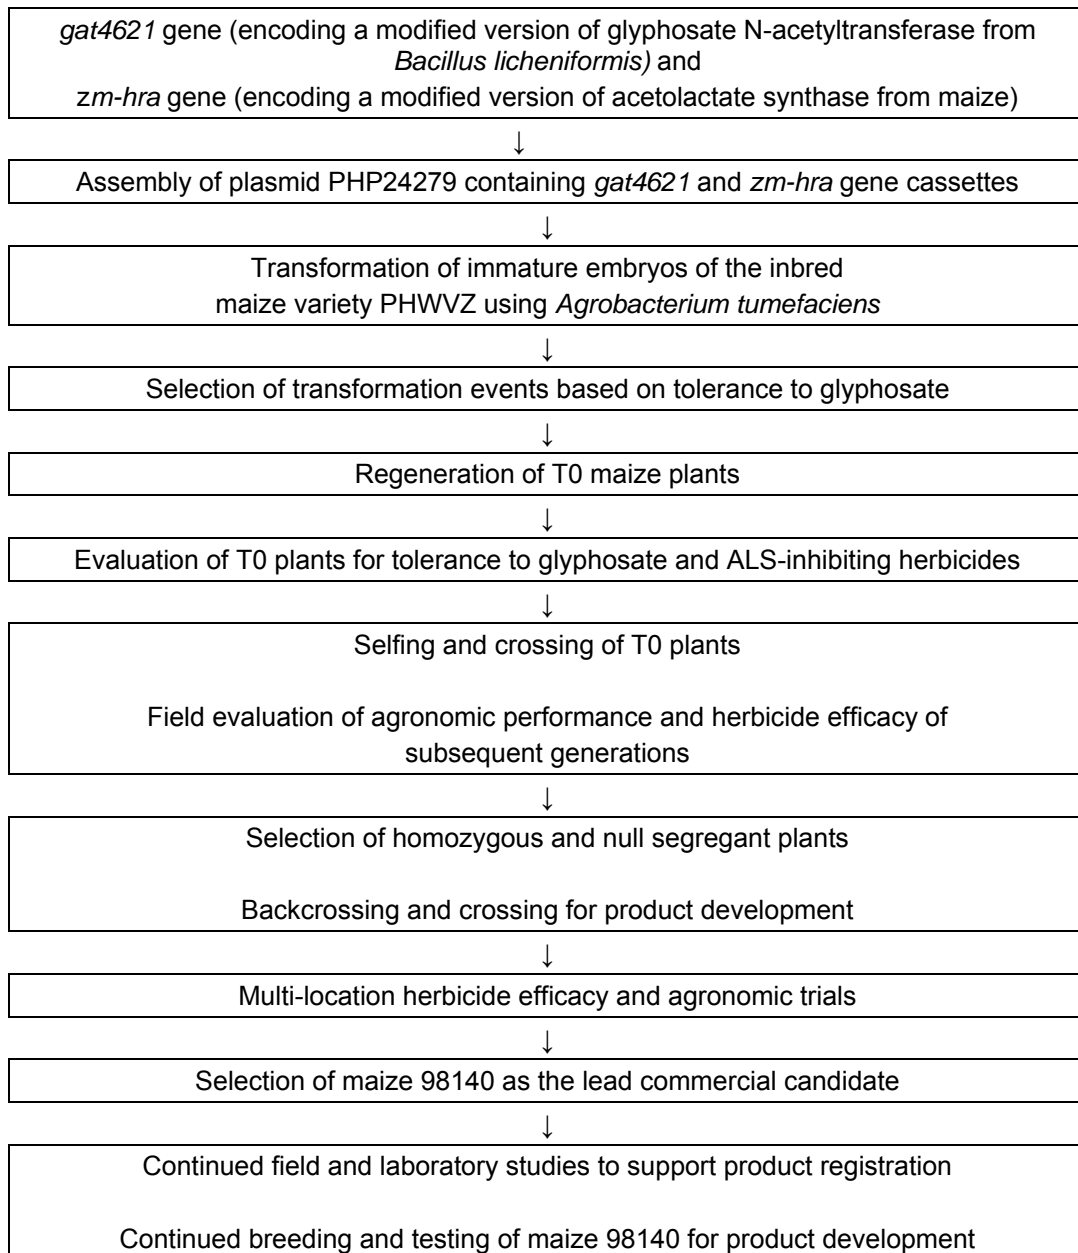 gat4621 gene (encoding a modified version of glyphosate N-acetyltransferase from
Bacillus licheniformis) and
zm-hra gene (encoding a modified version of acetolactate synthase from maize)
↓
Assembly of plasmid PHP24279 containing gat4621 and zm-hra gene cassettes
↓
Transformation of immature embryos of the inbred
maize variety PHWVZ using Agrobacterium tumefaciens
↓
Selection of transformation events based on tolerance to glyphosate
↓
Regeneration of T0 maize plants
↓
Evaluation of T0 plants for tolerance to glyphosate and ALS-inhibiting herbicides
↓
Selfing and crossing of T0 plants
Field evaluation of agronomic performance and herbicide efficacy of
subsequent generations
↓
Selection of homozygous and null segregant plants
Backcrossing and crossing for product development
↓
Multi-location herbicide efficacy and agronomic trials
↓
Selection of maize 98140 as the lead commercial candidate
↓
Continued field and laboratory studies to support product registration
Continued breeding and testing of maize 98140 for product development